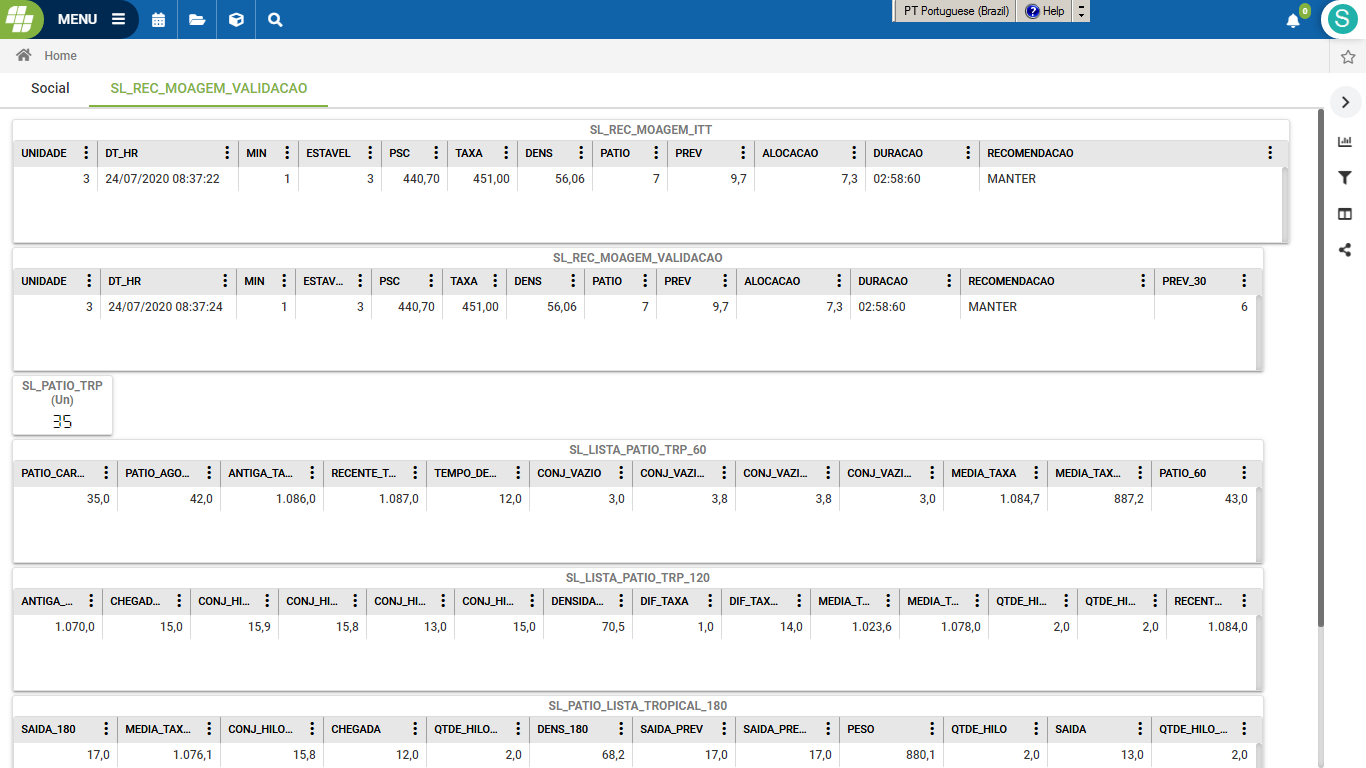 MENU PT Portuguese (Brazil) Help 0 S
Home
Social SL_REC_MOAGEM_VALIDACAO
SL_REC_MOAGEM_ITT
UNIDADE DT_HR MIN ESTAVEL PSC TAXA DENS PATIO PREV ALOCACAO DURACAO RECOMENDACAO
3 24/07/2020 08:37:22 1 3 440,70 451,00 56,06 7 9,7 7,3 02:58:60 MANTER
SL_REC_MOAGEM_VALIDACAO
UNIDADE DT_HR MIN ESTAV... PSC TAXA DENS PATIO PREV ALOCACAO DURACAO RECOMENDACAO PREV_30
3 24/07/2020 08:37:24 1 3 440,70 451,00 56,06 7 9,7 7,3 02:58:60 MANTER 6
SL_PATIO_TRP
(Un)
35
SL_LISTA_PATIO_TRP_60
PATIO_CAR... PATIO_AGO... ANTIGA_TA... RECENTE_T... TEMPO_DE... CONJ_VAZIO CONJ_VAZI... CONJ_VAZI... CONJ_VAZI... MEDIA_TAXA MEDIA_TAX... PATIO_60
35,0 42,0 1.086,0 1.087,0 12,0 3,0 3,8 3,8 3,0 1.084,7 887,2 43,0
SL_LISTA_PATIO_TRP_120
ANTIGA_... CHEGAD... CONJ_HI... CONJ_HI... CONJ_HI... CONJ_HI... DENSIDA... DIF_TAXA DIF_TAX... MEDIA_T... MEDIA_T... QTDE_HI... QTDE_HI... RECENT...
1.070,0 15,0 15,9 15,8 13,0 15,0 70,5 1,0 14,0 1.023,6 1.078,0 2,0 2,0 1.084,0
SL_PATIO_LISTA_TROPICAL_180
SAIDA_180 MEDIA_TAX... CONJ_HILO... CHEGADA QTDE_HILO... DENS_180 SAIDA_PREV SAIDA_PRE... PESO QTDE_HILO SAIDA QTDE_HILO_...
17,0 1.076,1 15,8 12,0 2,0 68,2 17,0 17,0 880,1 2,0 13,0 2,0